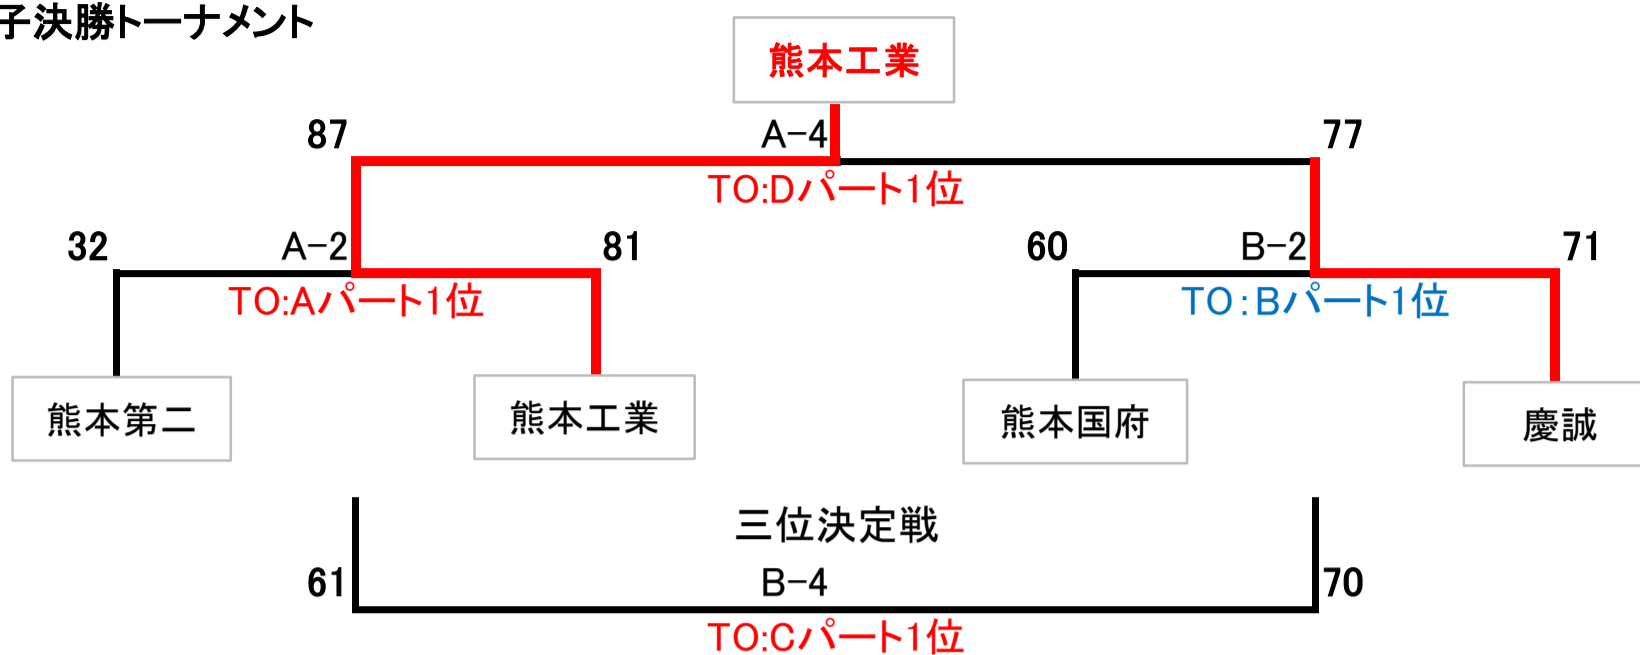 子決勝トーナメント
熊本工業
87
A-4
77
TO:Dパート1位
32
A-2
81
60
B-2
71
TO:Aパート1位
TO:Bパート1位
熊本第二
熊本工業
熊本国府
慶誠
三位決定戦
61
B-4
70
TO:Cパート1位